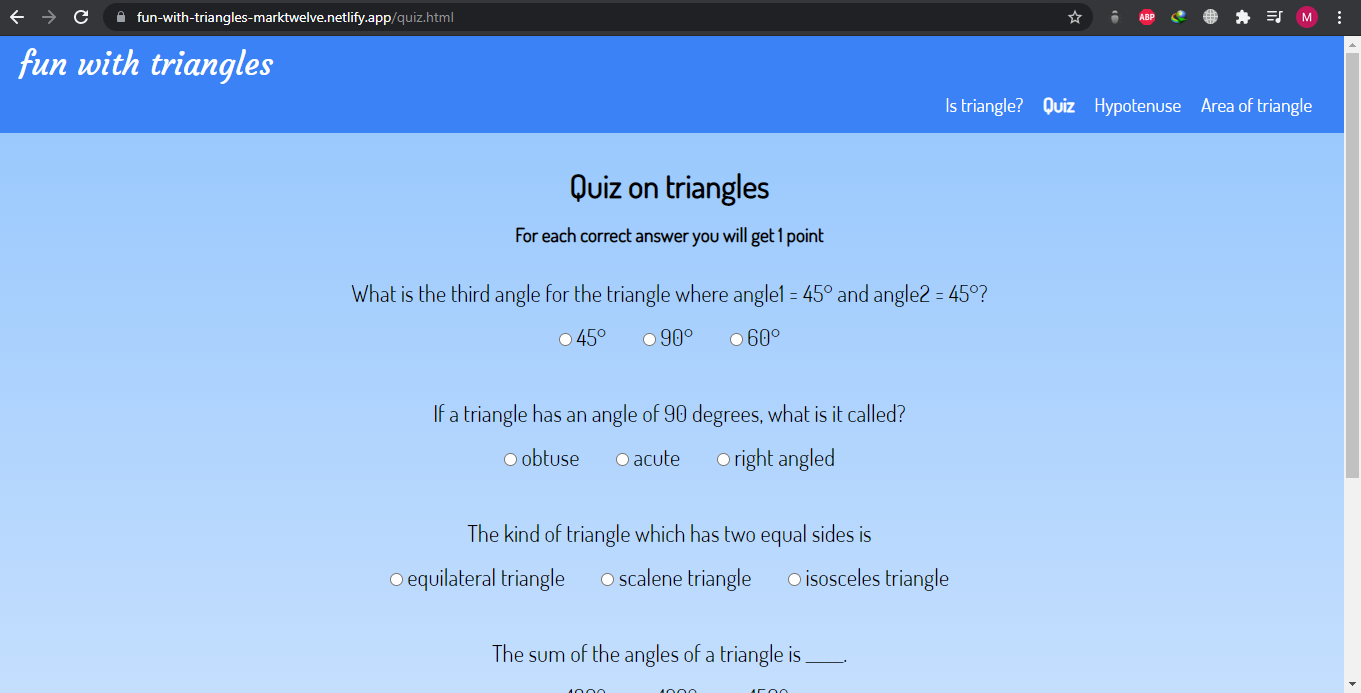 fun-with-triangles-marktwelve.netlify.app/quiz.html
ABP
M
fun with triangles
Is triangle? Quiz Hypotenuse Area of triangle
Quiz on triangles
For each correct answer you will get 1 point
What is the third angle for the triangle where angle1 = 45° and angle2 = 45°?
45° 90° 60°
If a triangle has an angle of 90 degrees, what is it called?
obtuse acute right angled
The kind of triangle which has two equal sides is
equilateral triangle scalene triangle isosceles triangle
The sum of the angles of a triangle is ____.